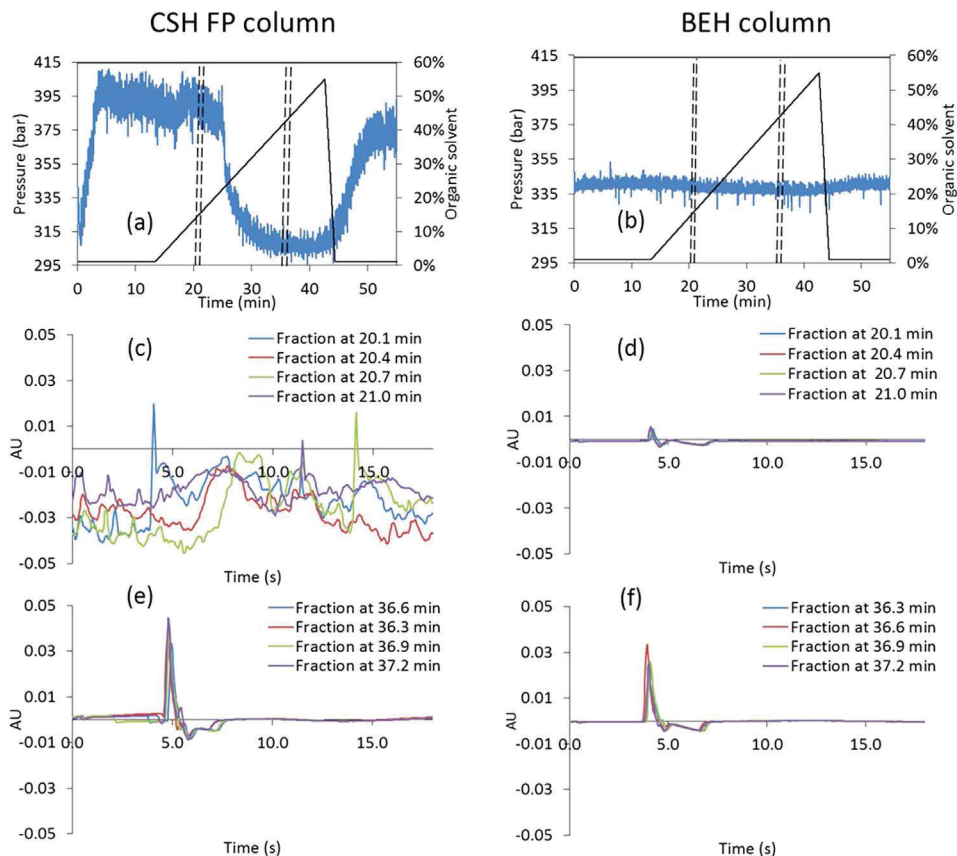 CSH FP column
BEH column
415
395
375
355
335
315
295
60%
50%
40%
30%
20%
10%
0%
Pressure (bar)
Organic solvent
(a)
0 10 20 30 40 50
Time (min)
415
395
375
355
335
315
295
60%
50%
40%
30%
20%
10%
0%
Pressure (bar)
Organic solvent
(b)
0 10 20 30 40 50
Time (min)
(c)
Fraction at 20.1 min
Fraction at 20.4 min
Fraction at 20.7 min
Fraction at 21.0 min
0.05
0.03
0.01
-0.01
-0.03
-0.05
AU
0.0 5.0 10.0 15.0
Time (s)
(d)
Fraction at 20.1 min
Fraction at 20.4 min
Fraction at 20.7 min
Fraction at 21.0 min
0.05
0.03
0.01
-0.01
-0.03
-0.05
AU
0.0 5.0 10.0 15.0
Time (s)
(e)
Fraction at 36.6 min
Fraction at 36.3 min
Fraction at 36.9 min
Fraction at 37.2 min
0.05
0.03
0.01
-0.01
-0.03
-0.05
AU
0.0 5.0 10.0 15.0
Time (s)
(f)
Fraction at 36.3 min
Fraction at 36.6 min
Fraction at 36.9 min
Fraction at 37.2 min
0.05
0.03
0.01
-0.01
-0.03
-0.05
AU
0.0 5.0 10.0 15.0
Time (s)